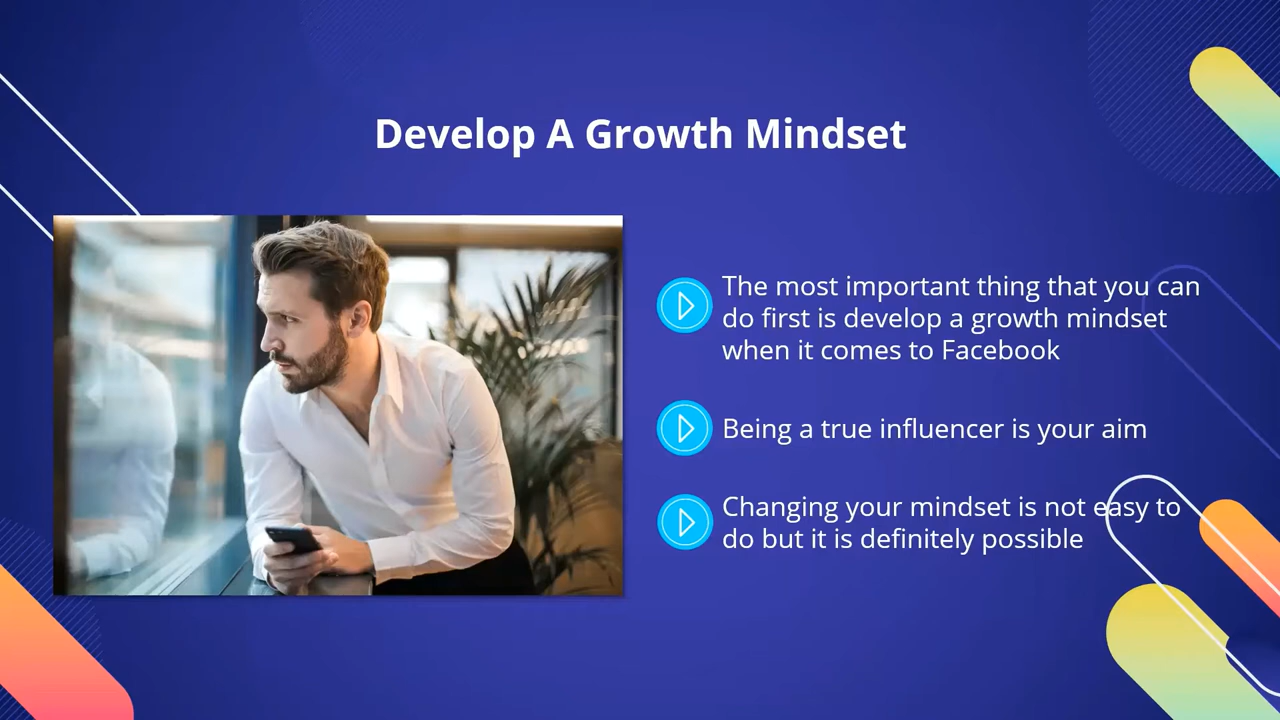 Develop A Growth Mindset
The most important thing that you can
do first is develop a growth mindset
when it comes to Facebook
Being a true influencer is your aim
Changing your mindset is not easy to
do but it is definitely possible